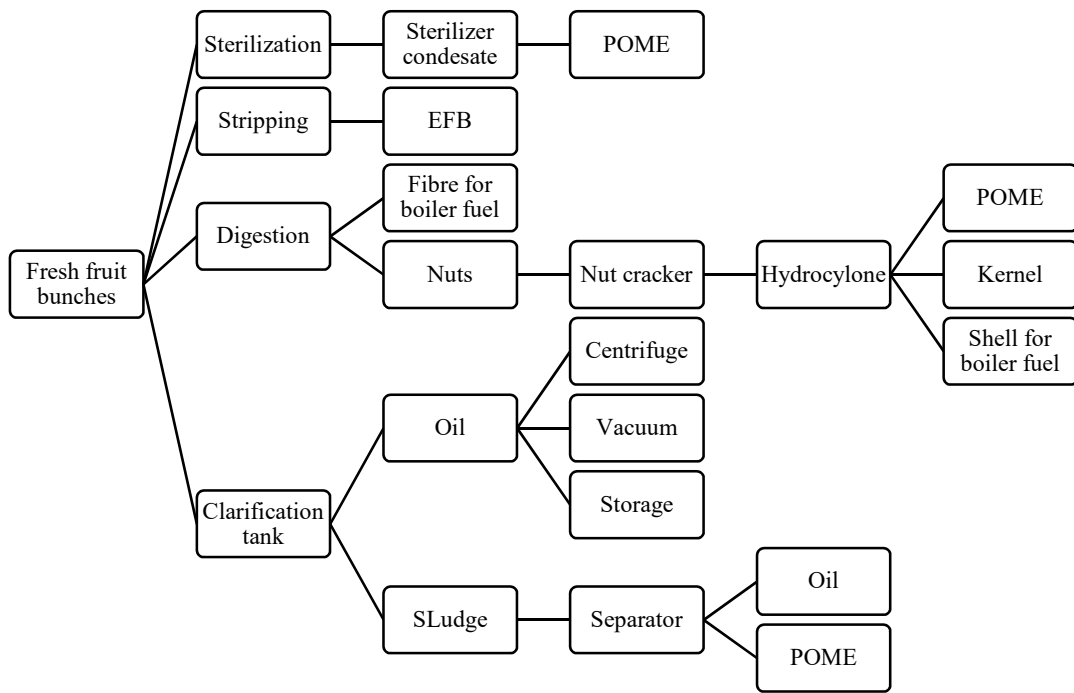 Sterilization
Sterilizer
condesate
POME
Stripping
EFB
Fibre for
boiler fuel
Digestion
POME
Fresh fruit
bunches
Nuts
Nut cracker
Hydrocylone
Kernel
Centrifuge
Shell for
boiler fuel
Oil
Vacuum
Storage
Clarification
tank
Oil
SLudge
Separator
POME